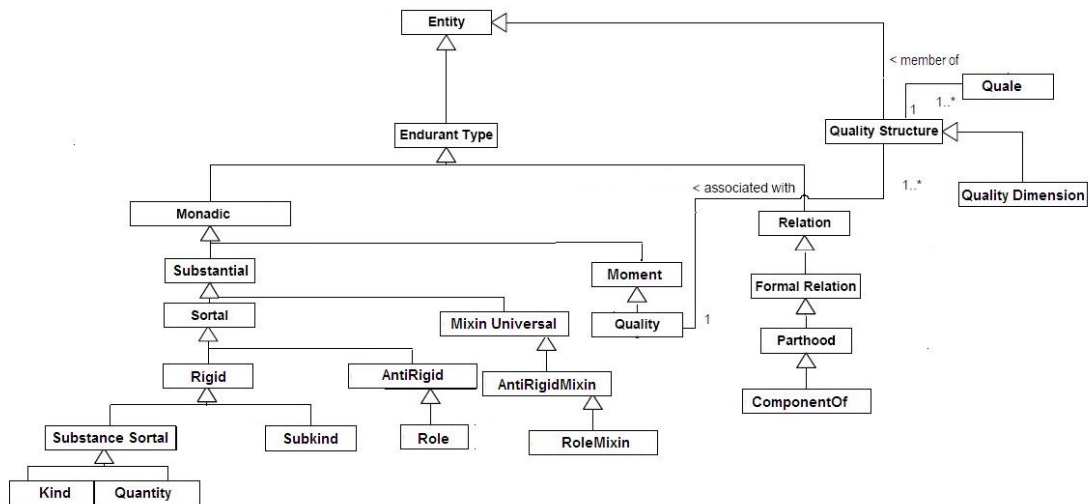 Entity
< member of
Quale
1
1..*
Endurant Type
Quality Structure
< associated with
1..*
Quality Dimension
Monadic
Relation
Substantial
Moment
Formal Relation
Sortal
Mixin Universal
Quality
1
Parthood
Rigid
AntiRigid
AntiRigidMixin
ComponentOf
Substance Sortal
Subkind
Role
RoleMixin
Kind
Quantity